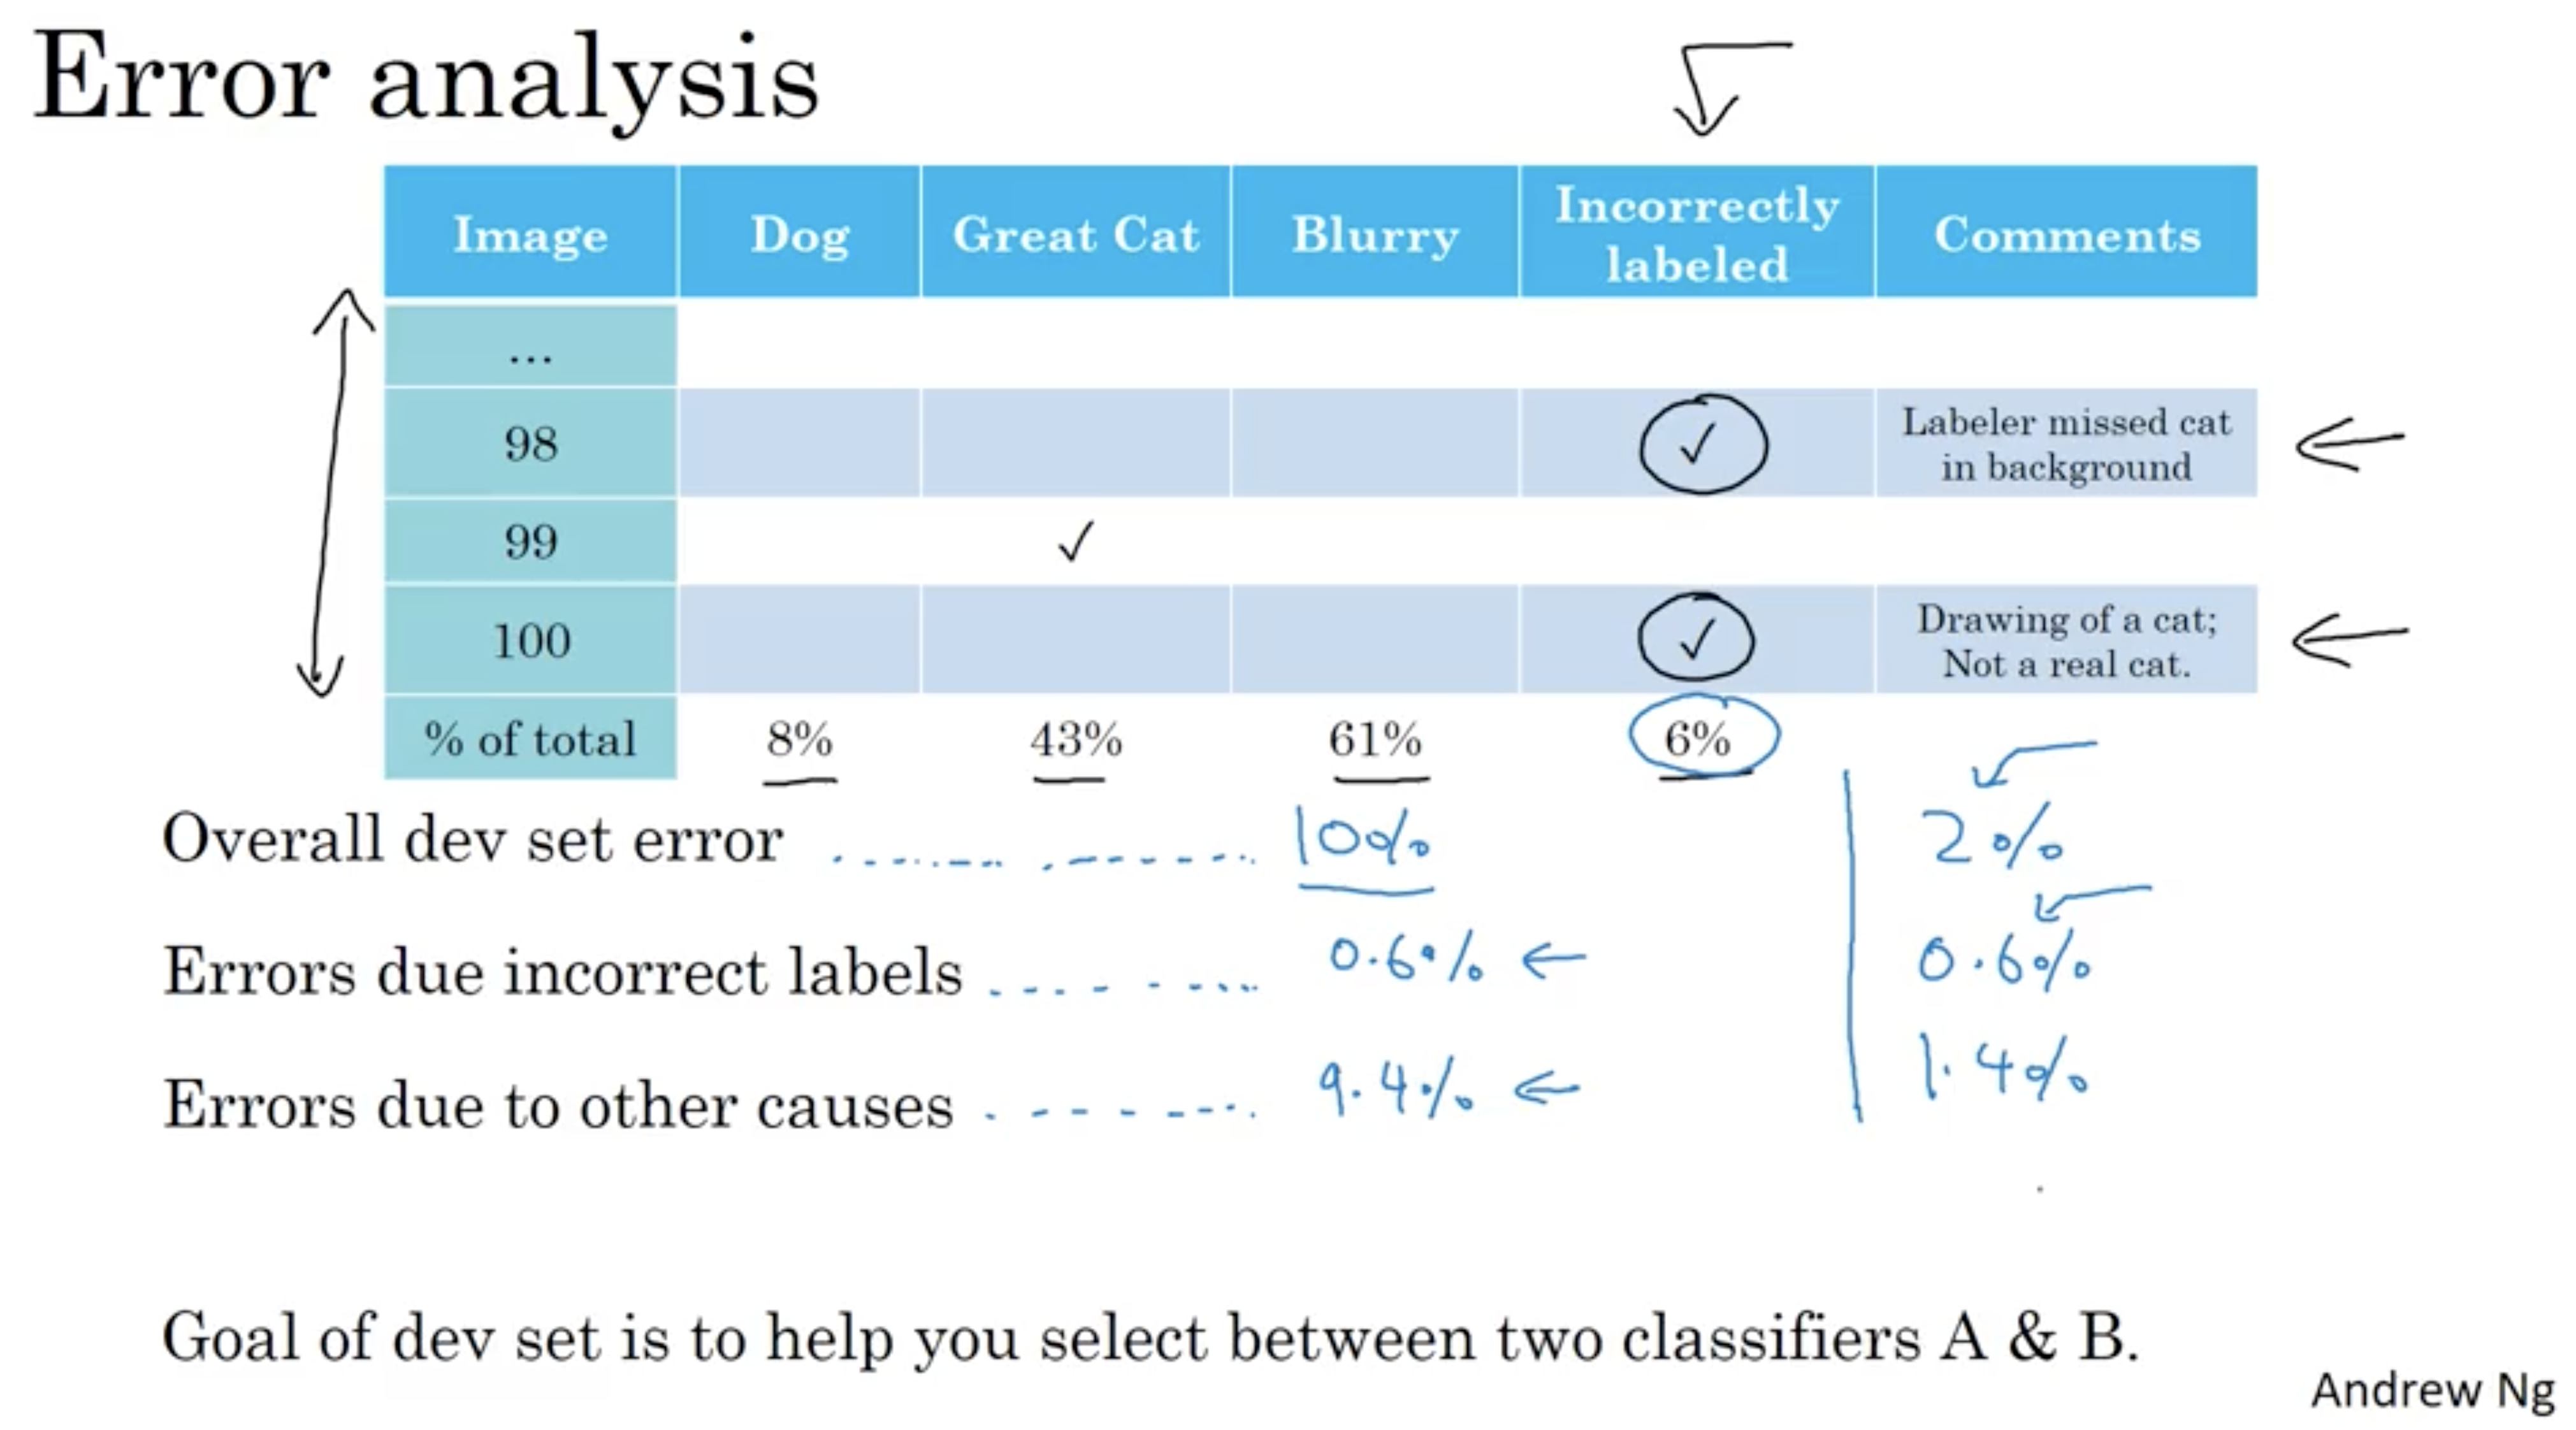 Error analysis
Image Dog Great Cat Blurry Incorrectly labeled Comments
...
98 ✓ Labeler missed cat in background
99 ✓
100 ✓ Drawing of a cat; Not a real cat.
% of total 8% 43% 61% 6%
Overall dev set error 10% 2%
Errors due incorrect labels 0.6% 0.6%
Errors due to other causes 9.4% 1.4%
Goal of dev set is to help you select between two classifiers A & B.
Andrew Ng